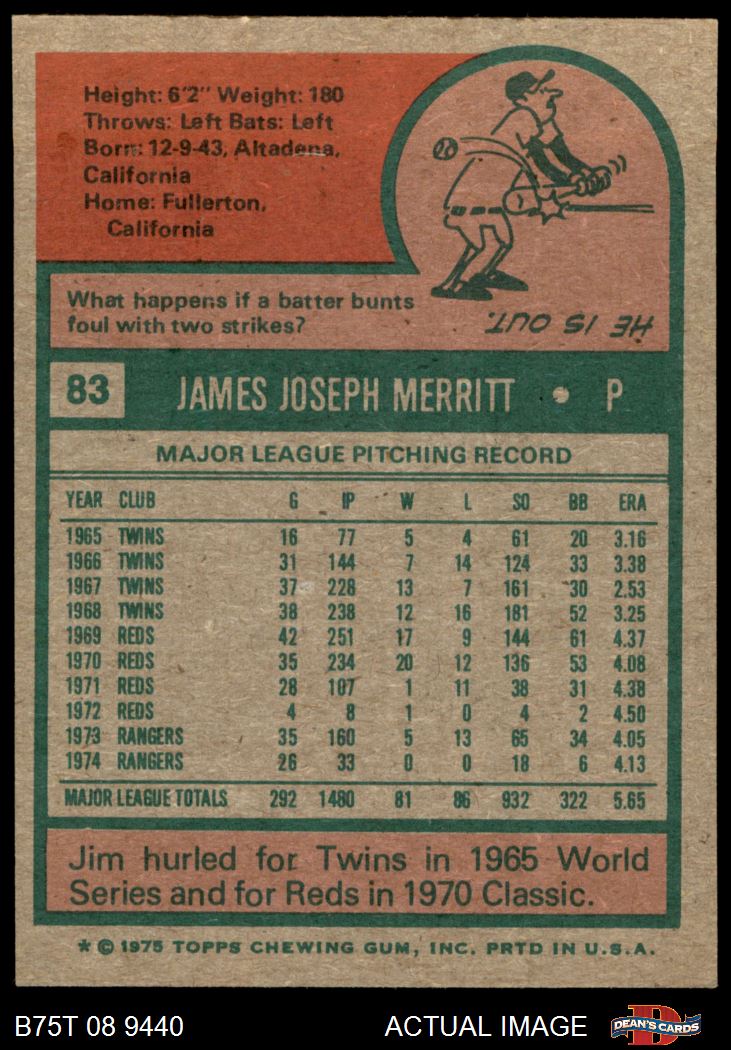 Height: 6'2" Weight: 180
Throws: Left Bats: Left
Born: 12-9-43, Altadena,
California
Home: Fullerton,
California
What happens if a batter bunts
foul with two strikes?
HE IS OUT.
83 JAMES JOSEPH MERRITT • P
MAJOR LEAGUE PITCHING RECORD
YEAR CLUB G IP W L SO BB ERA
1965 TWINS 16 77 5 4 61 20 3.16
1966 TWINS 31 144 7 14 124 33 3.38
1967 TWINS 37 228 13 7 161 30 2.53
1968 TWINS 38 238 12 16 181 52 3.25
1969 REDS 42 251 17 9 144 61 4.37
1970 REDS 35 234 20 12 136 53 4.08
1971 REDS 28 107 1 11 38 31 4.38
1972 REDS 4 8 1 0 4 2 4.50
1973 RANGERS 35 160 5 13 65 34 4.05
1974 RANGERS 26 33 0 0 18 6 4.13
MAJOR LEAGUE TOTALS 292 1480 81 86 932 322 5.65
Jim hurled for Twins in 1965 World
Series and for Reds in 1970 Classic.
* © 1975 TOPPS CHEWING GUM, INC. PRTD IN U.S.A.
B75T 08 9440 ACTUAL IMAGE D DEAN'S CARDS